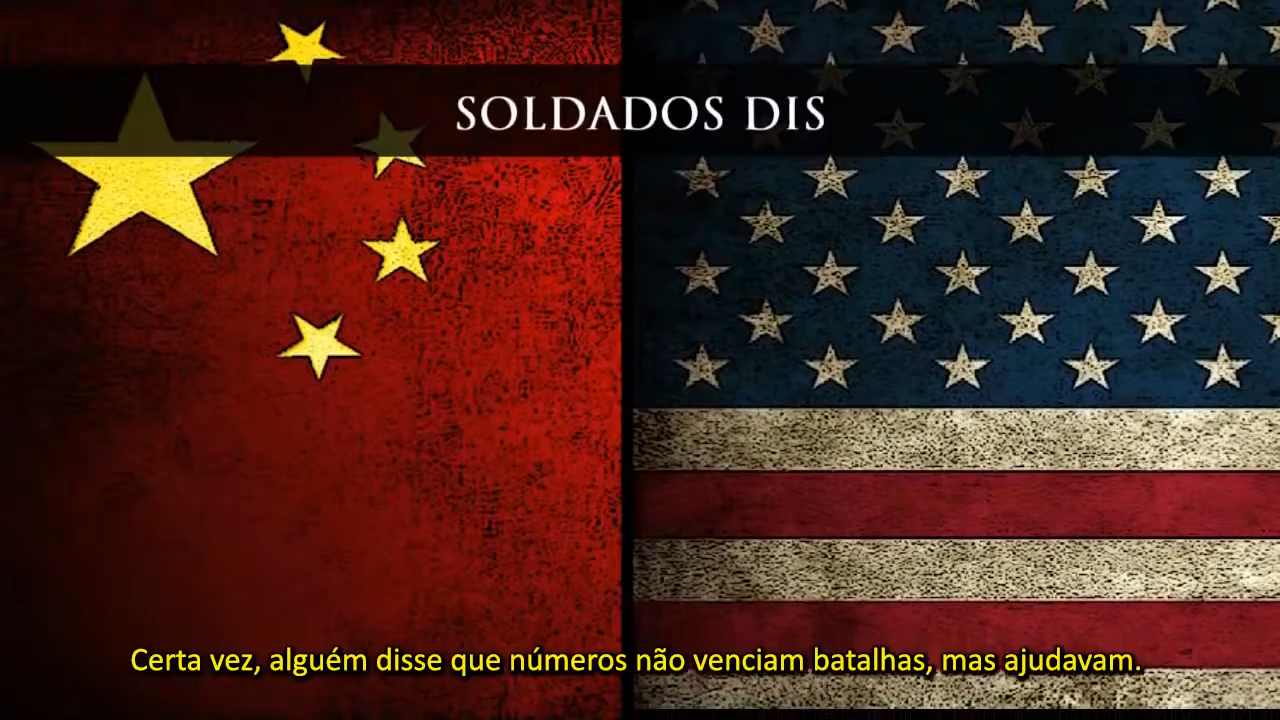 SOLDADOS DIS
Certa vez, alguém disse que números não venciam batalhas, mas ajudavam.